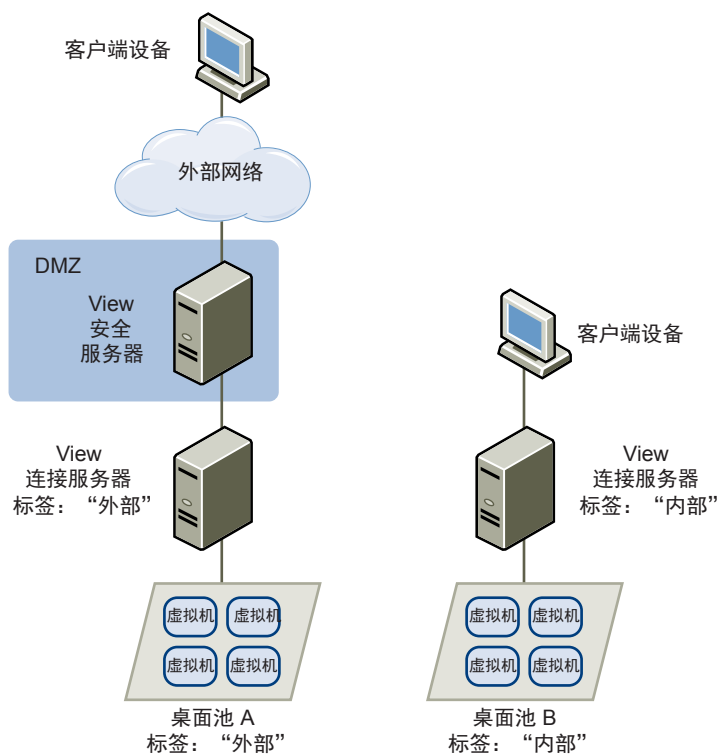 客户端设备
外部网络
DMZ
View
安全
服务器
View
连接服务器
标签：“外部”
虚拟机
虚拟机
虚拟机
虚拟机
桌面池 A
标签：“外部”
客户端设备
View
连接服务器
标签：“内部”
虚拟机
虚拟机
虚拟机
虚拟机
桌面池 B
标签：“内部”